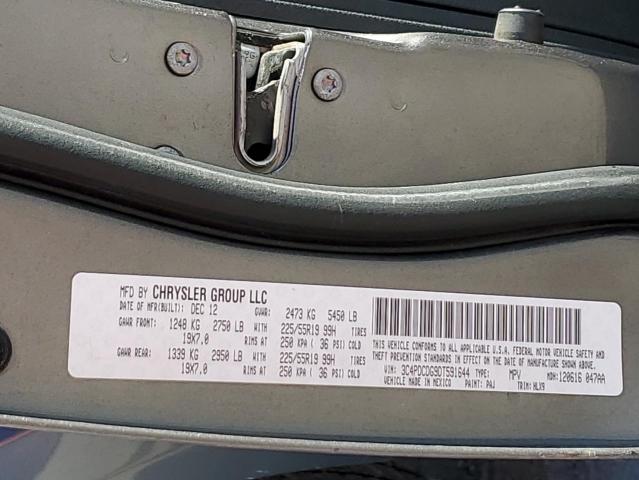 MFD BY CHRYSLER GROUP LLC
DATE OF MFR(BUILT): DEC 12 GVWR: 2473 KG 5450 LB
GAWR FRONT: 1248 KG 2750 LB WITH 225/55R19 99H TIRES
19X7.0 RIMS AT 250 KPA ( 36 PSI) COLD
GAWR REAR: 1339 KG 2950 LB WITH 225/55R19 99H TIRES
19X7.0 RIMS AT 250 KPA ( 36 PSI) COLD
CONFORMS TO ALL APPLICABLE U.S.A. FEDERAL MOTOR VEHICLE SAFETY,
BUMPER AND THEFT PREVENTION STANDARDS IN EFFECT ON THE DATE OF MANUFACTURE SHOWN ABOVE
VIN: 3C4PDCDG9DT591644 TYPE: MPV MDH:120616 047AA
MADE IN MEXICO PAINT: PAJ TRIM: HLX9